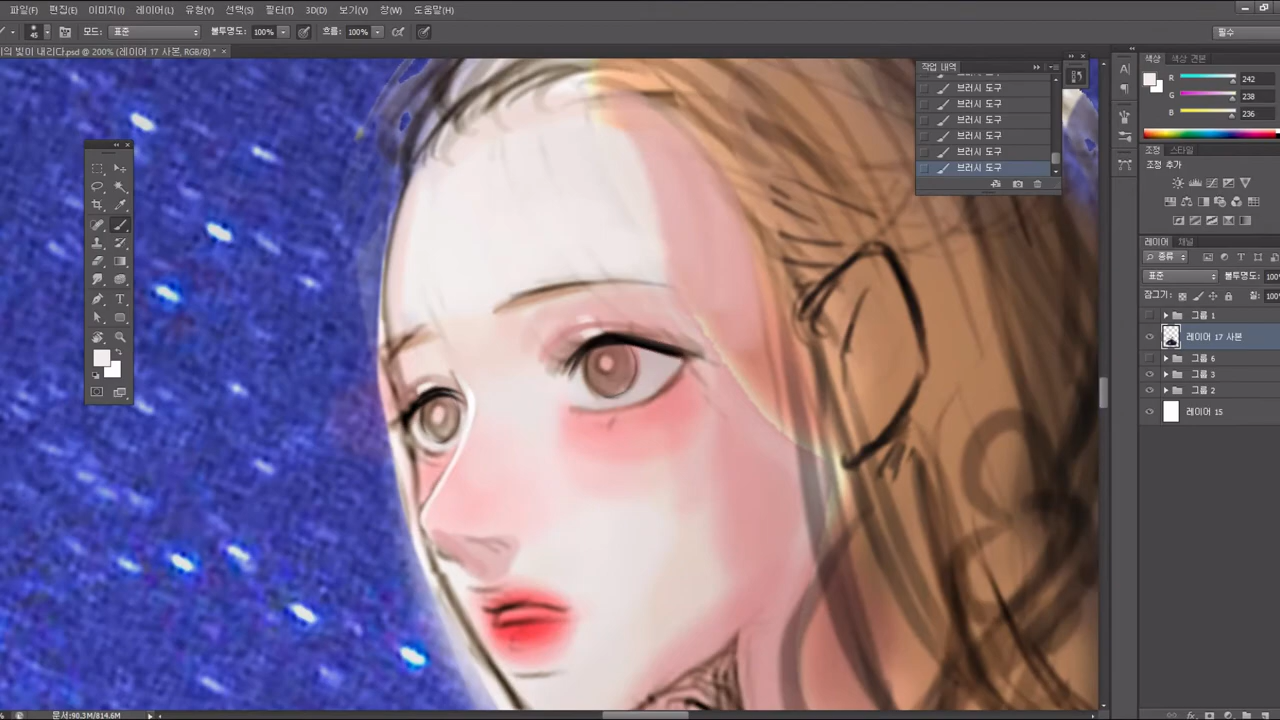 파일(F) 편집(E) 이미지(I) 레이어(L) 유형(Y) 선택(S) 필터(T) 3D(D) 보기(V) 창(W) 도움말(H)
45 모드: 표준 불투명도: 100% 흐름: 100% 필수
의 빛이 내리다.psd @ 200% (레이어 17 사본, RGB/8) * ×
작업 내역
브러시 도구
브러시 도구
브러시 도구
브러시 도구
브러시 도구
브러시 도구
색상 색상 견본
R 242
G 238
B 236
조정 스타일
조정 추가
레이어 채널
종류
표준 불투명도: 100%
잠그기: 칠: 100%
그룹 1
레이어 17 사본
그룹 6
그룹 3
그룹 2
레이어 15
문서:90.3M/814.6M